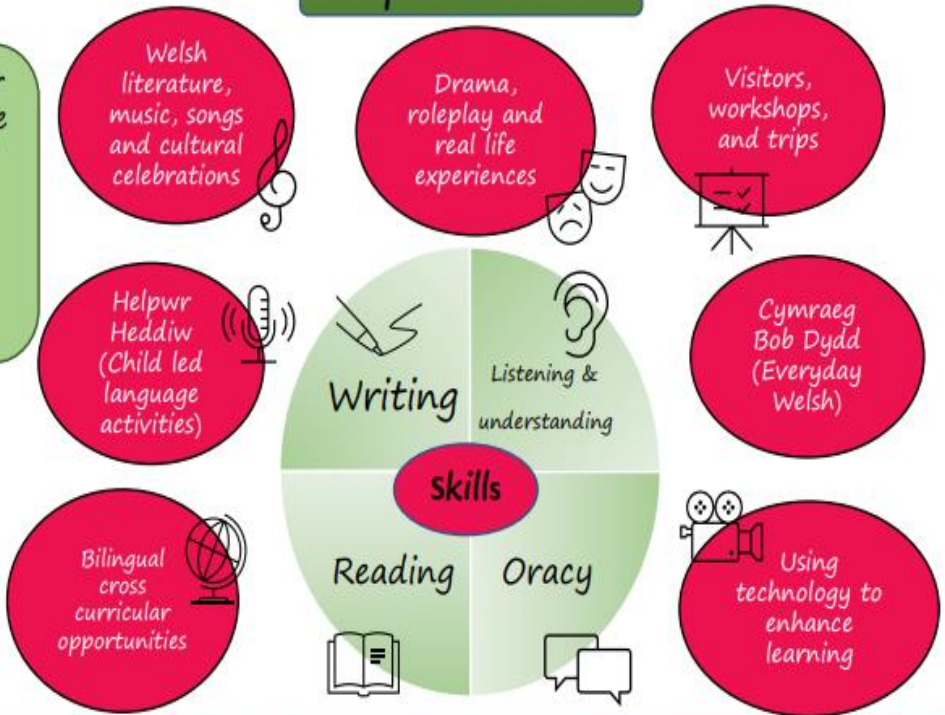 Welsh
literature,
music, songs
and cultural
celebrations
Drama,
roleplay and
real life
experiences
Visitors,
workshops,
and trips
Helpwr
Heddiw
(Child led
language
activities)
Writing
Listening &
understanding
Cymraeg
Bob Dydd
(Everyday
Welsh)
Skills
Bilingual
cross
curricular
opportunities
Reading
Oracy
Using
technology to
enhance
learning